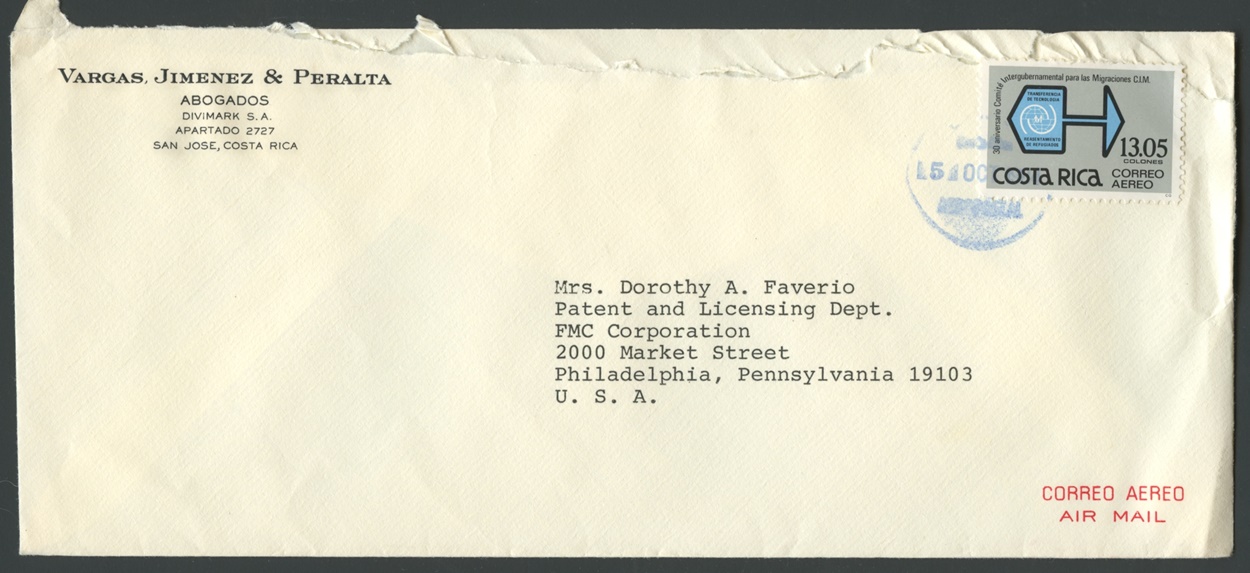 VARGAS, JIMENEZ & PERALTA
ABOGADOS
DIVIMARK S.A.
APARTADO 2727
SAN JOSE, COSTA RICA
30 aniversario Comité Intergubernamental para las Migraciones C.I.M.
TRANSFERENCIA
DE TECNOLOGIA
M
REASENTAMIENTO
DE REFUGIADOS
13.05
COLONES
COSTA RICA
CORREO
AEREO
OCT
Mrs. Dorothy A. Faverio
Patent and Licensing Dept.
FMC Corporation
2000 Market Street
Philadelphia, Pennsylvania 19103
U. S. A.
CORREO AEREO
AIR MAIL